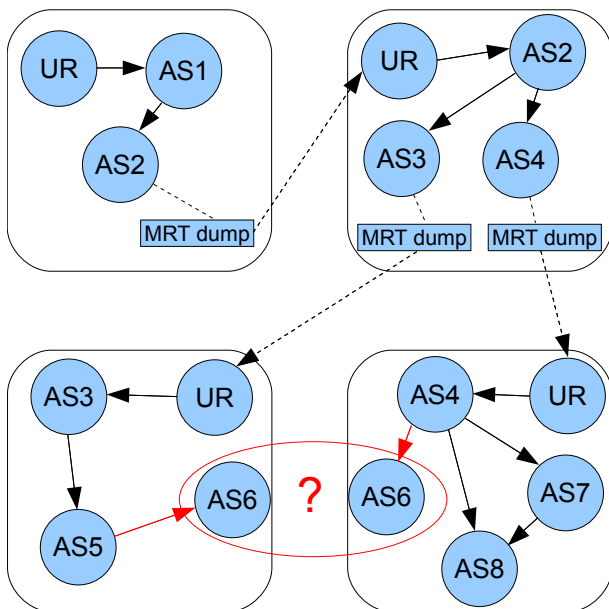 UR
AS1
AS2
MRT dump
UR
AS2
AS3
AS4
MRT dump
MRT dump
AS3
UR
AS6
AS5
?
AS4
UR
AS6
AS7
AS8